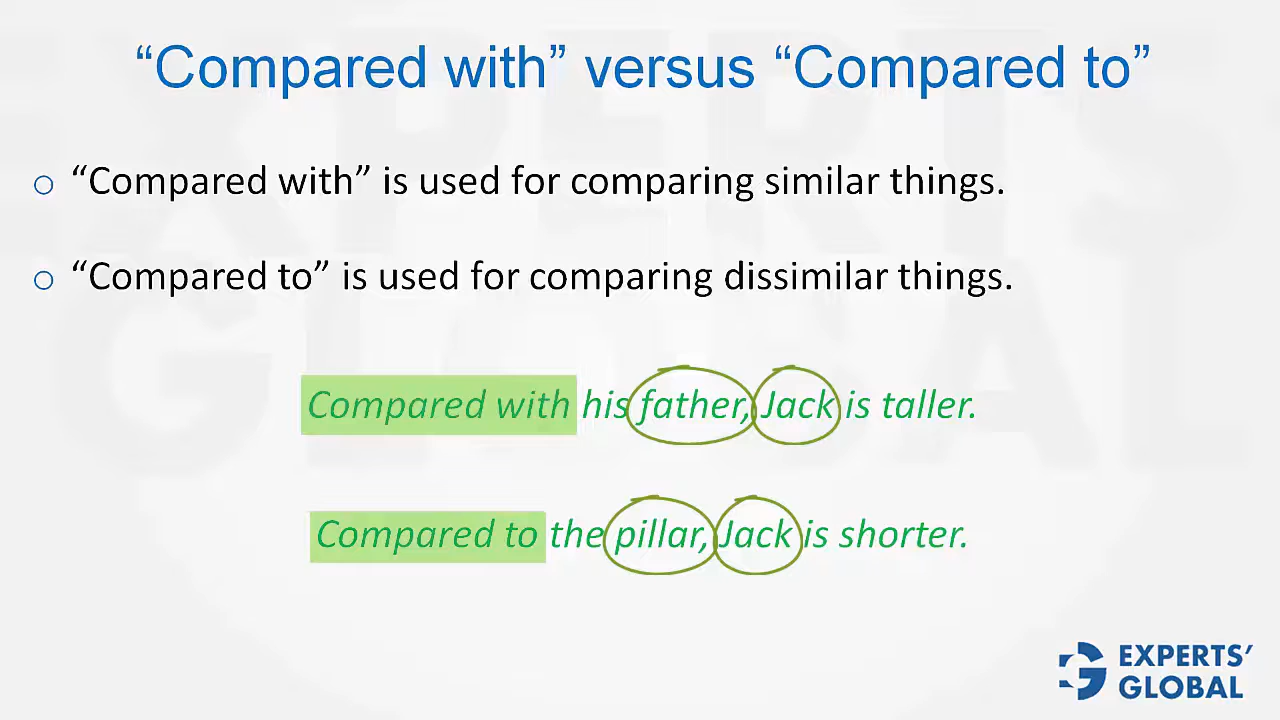 “Compared with” versus “Compared to”
“Compared with” is used for comparing similar things.
“Compared to” is used for comparing dissimilar things.
Compared with his father, Jack is taller.
Compared to the pillar, Jack is shorter.
EXPERTS’
GLOBAL